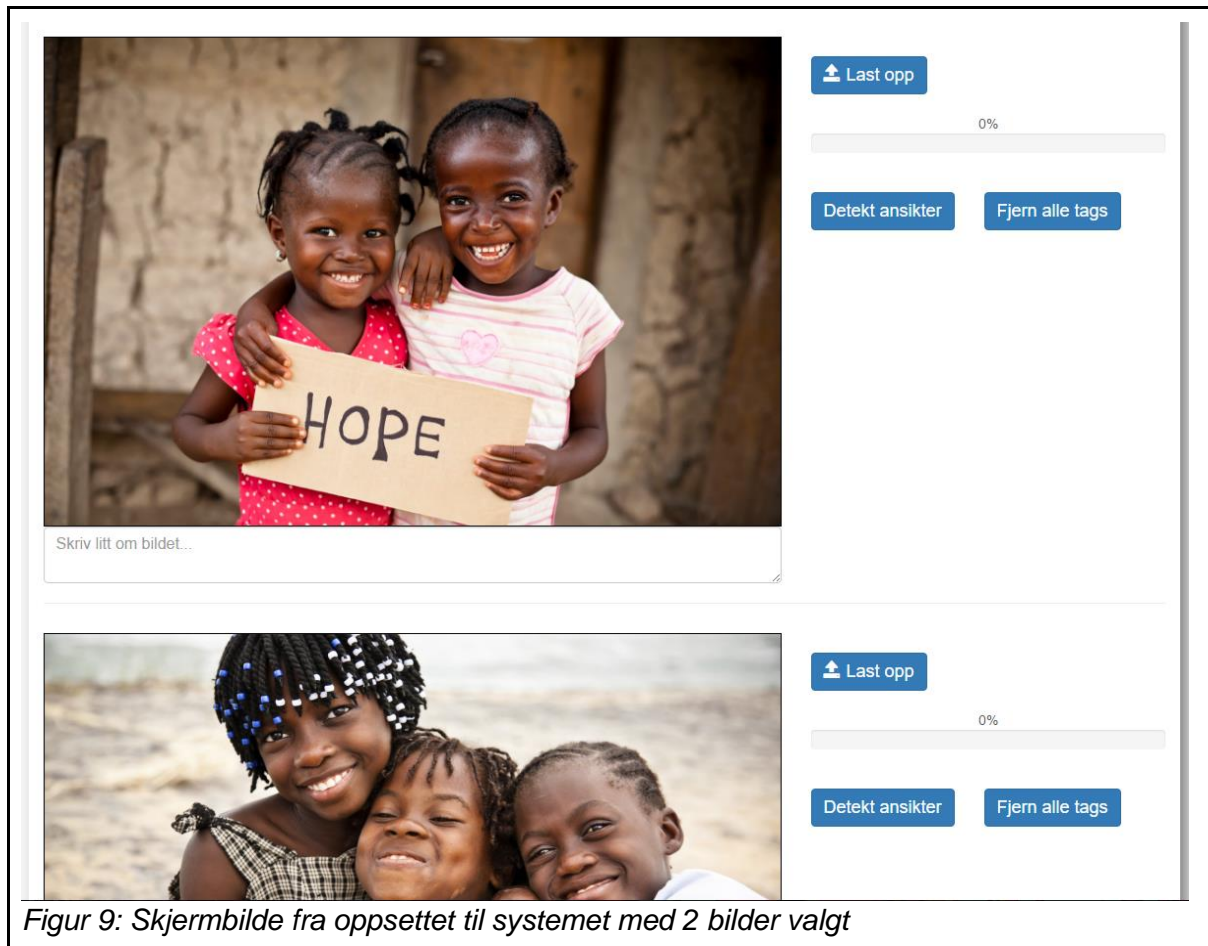 Last opp
0%
Detekt ansikter Fjern alle tags
HOPE
Skriv litt om bildet...
Last opp
0%
Detekt ansikter Fjern alle tags
Figur 9: Skjermbilde fra oppsettet til systemet med 2 bilder valgt